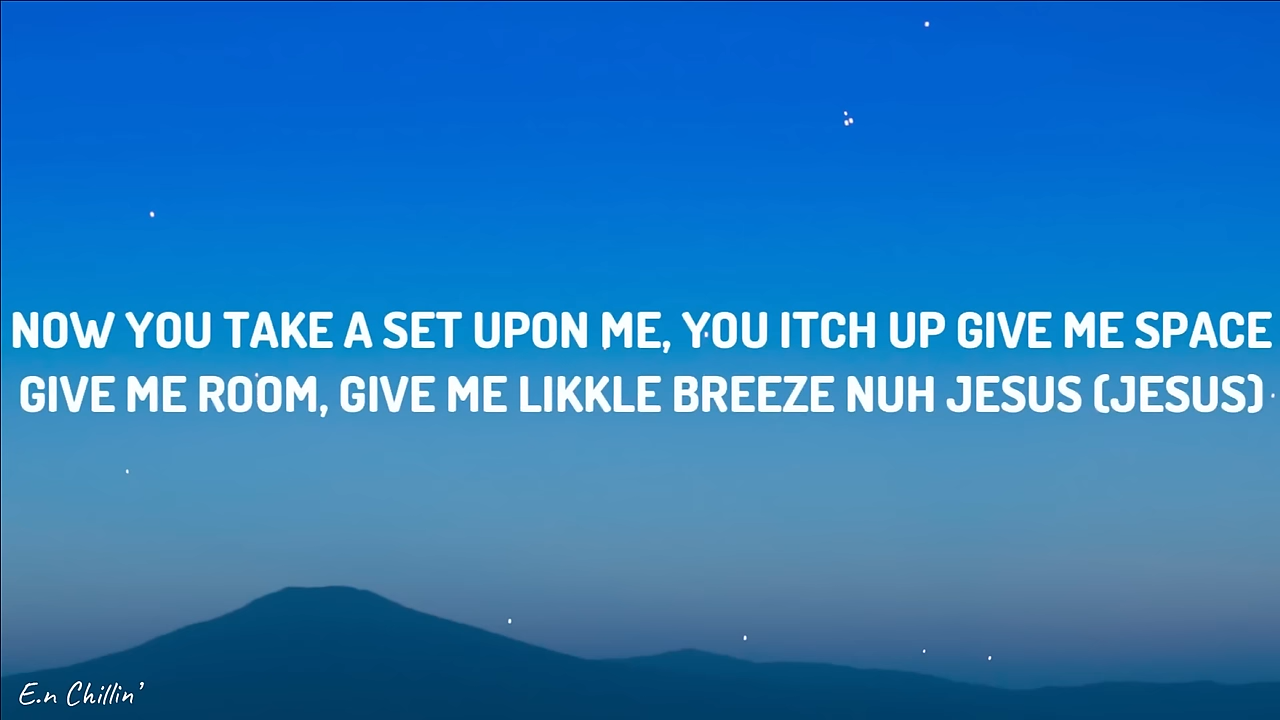 NOW YOU TAKE A SET UPON ME, YOU ITCH UP GIVE ME SPACE
GIVE ME ROOM, GIVE ME LIKKLE BREEZE NUH JESUS (JESUS)
E.n Chillin'